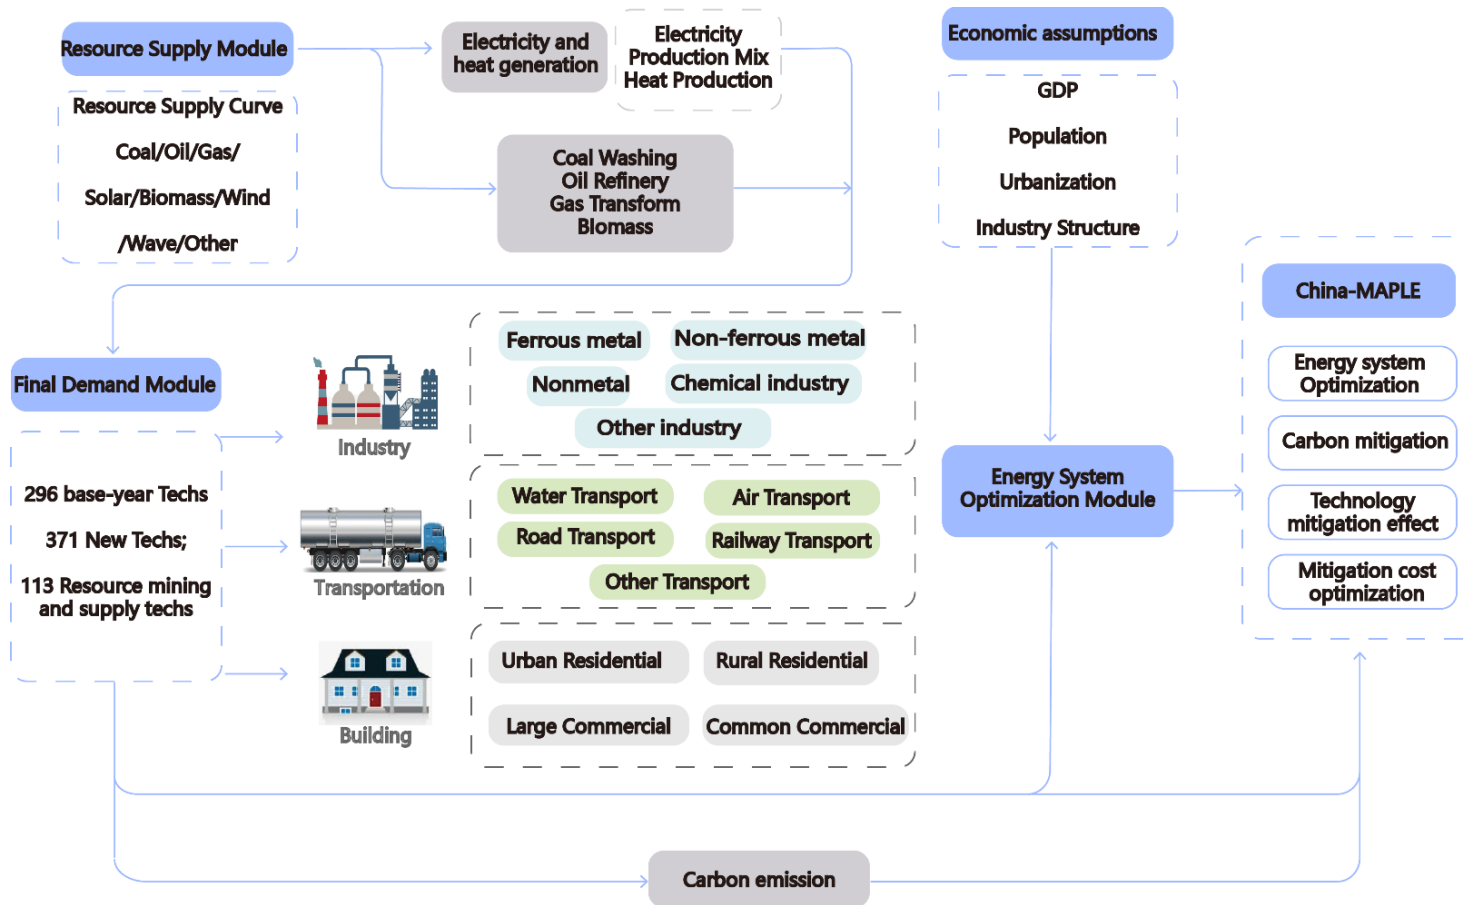 Resource Supply Module
Resource Supply Curve
Coal/Oil/Gas/
Solar/Biomass/Wind
/Wave/Other
Electricity and
heat generation
Electricity
Production Mix
Heat Production
Coal Washing
Oil Refinery
Gas Transform
Biomass
Economic assumptions
GDP
Population
Urbanization
Industry Structure
Final Demand Module
296 base-year Techs
371 New Techs;
113 Resource mining
and supply techs
Industry
Ferrous metal
Non-ferrous metal
Nonmetal
Chemical industry
Other industry
Transportation
Water Transport
Air Transport
Road Transport
Railway Transport
Other Transport
Building
Urban Residential
Rural Residential
Large Commercial
Common Commercial
Energy System
Optimization Module
China-MAPLE
Energy system
Optimization
Carbon mitigation
Technology
mitigation effect
Mitigation cost
optimization
Carbon emission